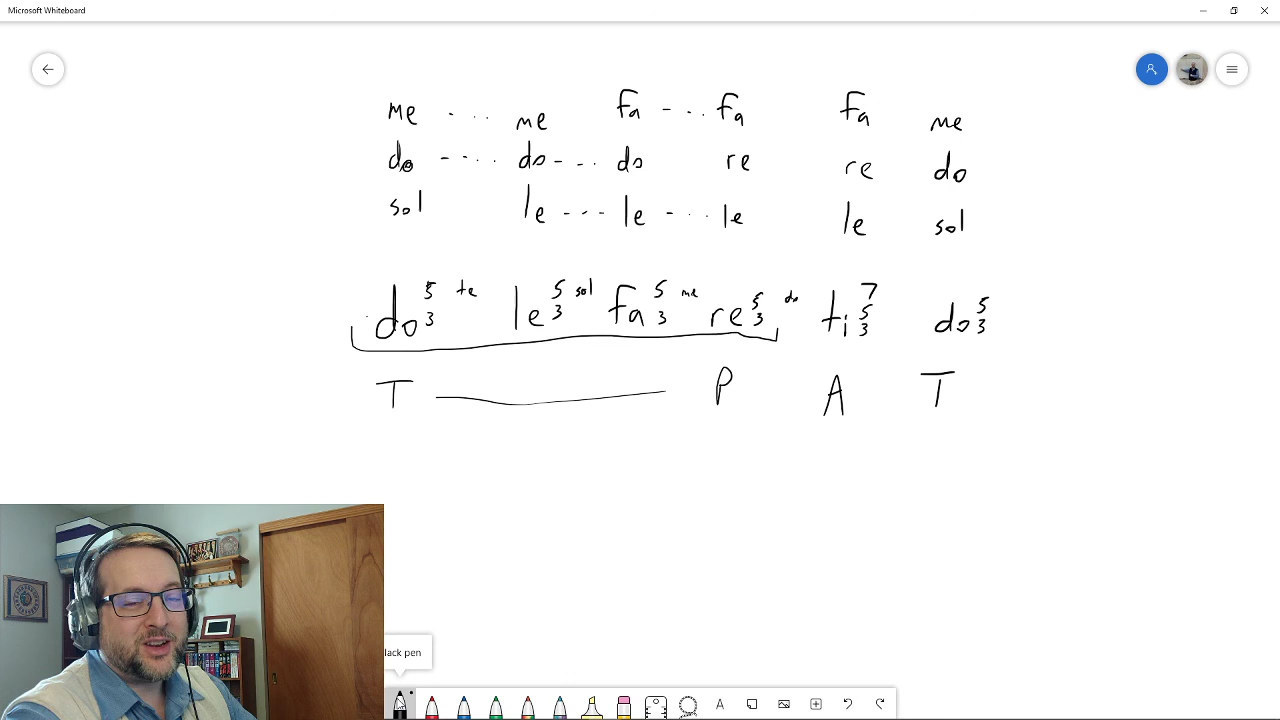 Microsoft Whiteboard
me - . . . me fa - . . . fa fa me
do - - . . . do - - . . do re re do
sol le - - - le - . . . le le sol
do 5 3 te le 5 3 sol fa 5 3 me re 5 3 do ti 7 5 3 do 5 3
T P A T
lack pen
A